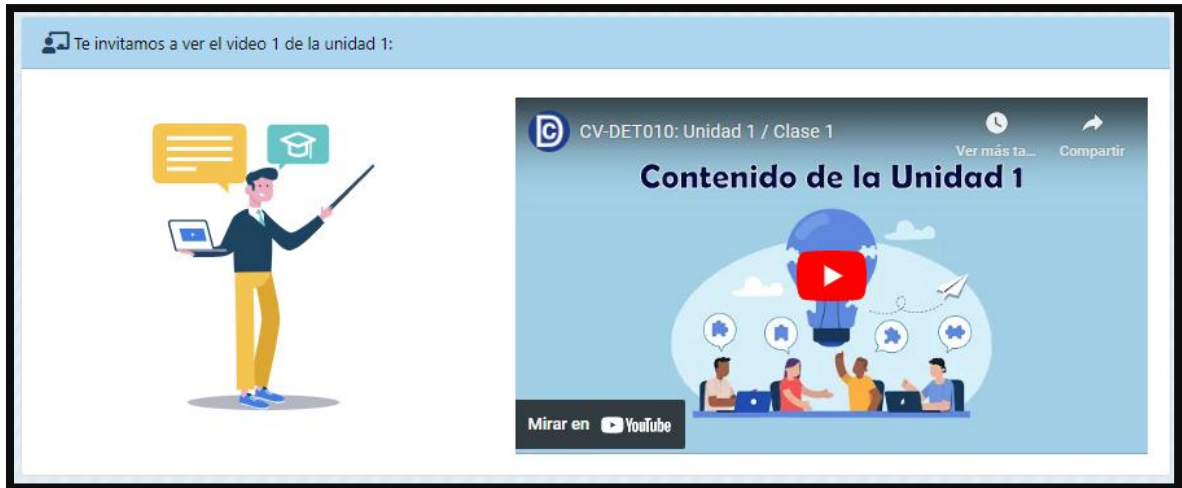 Te invitamos a ver el video 1 de la unidad 1:
CV-DET010: Unidad 1 / Clase 1
Ver más ta...
Compartir
Contenido de la Unidad 1
Mirar en YouTube